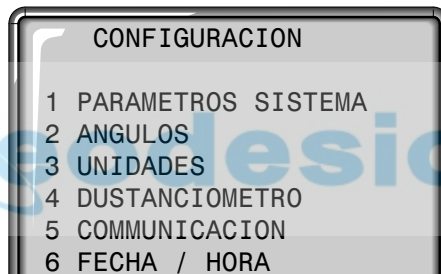 CONFIGURACION
1 PARAMETROS SISTEMA
2 ANGULOS
3 UNIDADES
4 DUSTANCIOMETRO
5 COMMUNICACION
6 FECHA / HORA